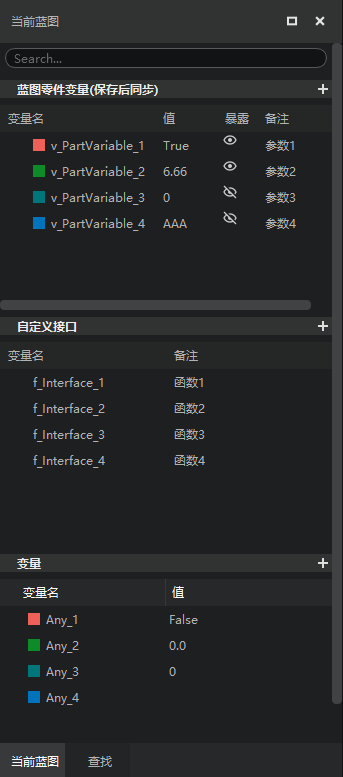 当前蓝图
Search...
蓝图零件变量(保存后同步)
变量名 值 暴露 备注
v_PartVariable_1 True 参数1
v_PartVariable_2 6.66 参数2
v_PartVariable_3 0 参数3
v_PartVariable_4 AAA 参数4
自定义接口
变量名 备注
f_Interface_1 函数1
f_Interface_2 函数2
f_Interface_3 函数3
f_Interface_4 函数4
变量
变量名 值
Any_1 False
Any_2 0.0
Any_3 0
Any_4
当前蓝图 查找